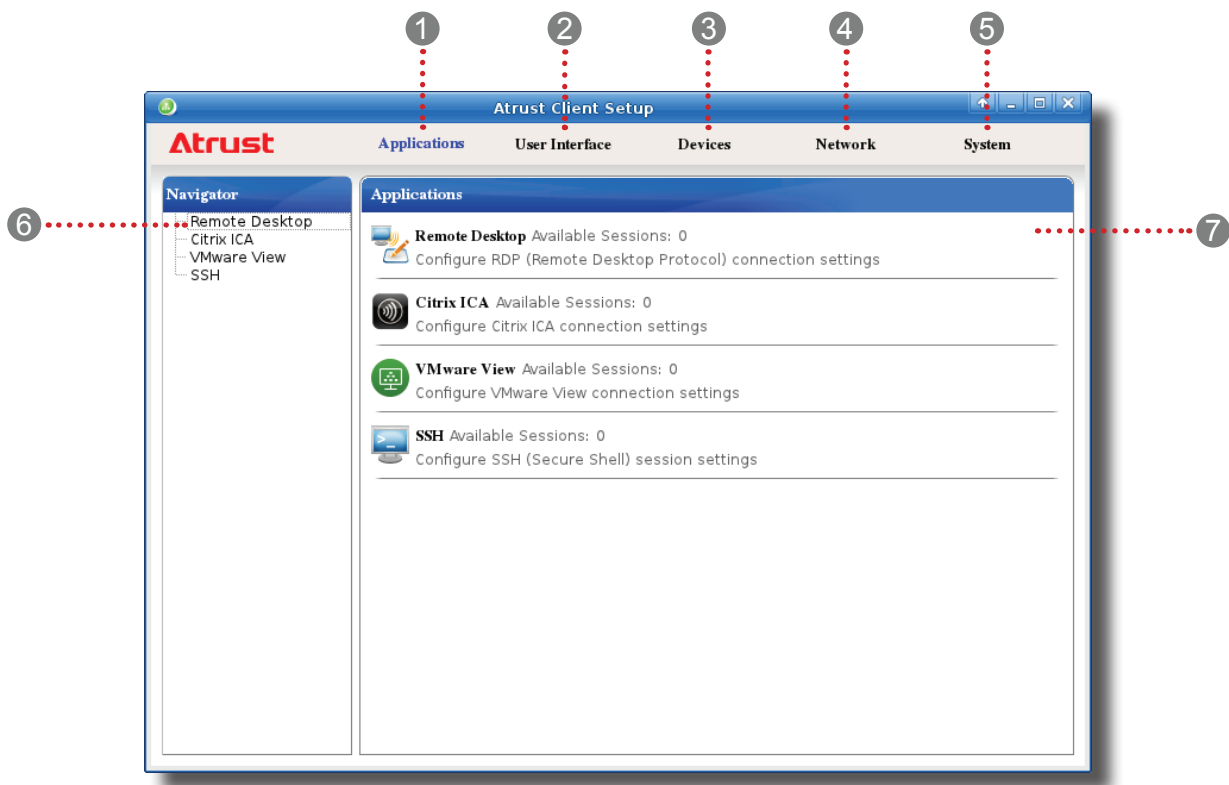 1 2 3 4 5
Atrust Client Setup
Atrust Applications User Interface Devices Network System
Navigator
Remote Desktop
Citrix ICA
VMware View
SSH
6
Applications
Remote Desktop Available Sessions: 0
Configure RDP (Remote Desktop Protocol) connection settings
Citrix ICA Available Sessions: 0
Configure Citrix ICA connection settings
VMware View Available Sessions: 0
Configure VMware View connection settings
SSH Available Sessions: 0
Configure SSH (Secure Shell) session settings
7